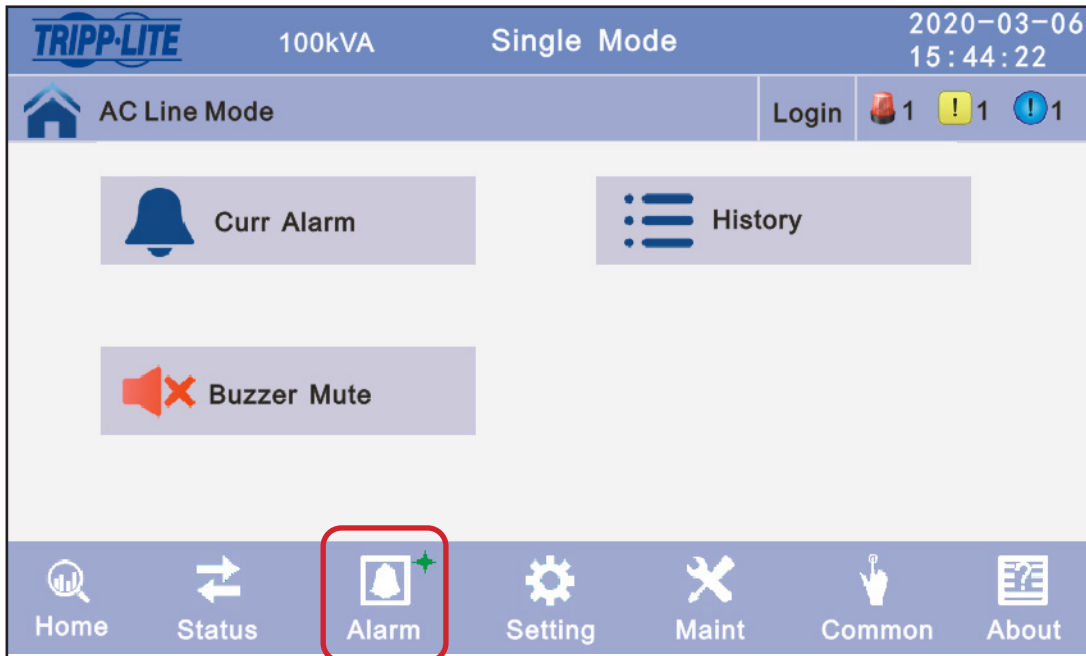 TRIPP·LITE 100kVA Single Mode 2020-03-06
15:44:22
AC Line Mode Login 1 ! 1 ! 1
Curr Alarm History
Buzzer Mute
Home Status Alarm Setting Maint Common About